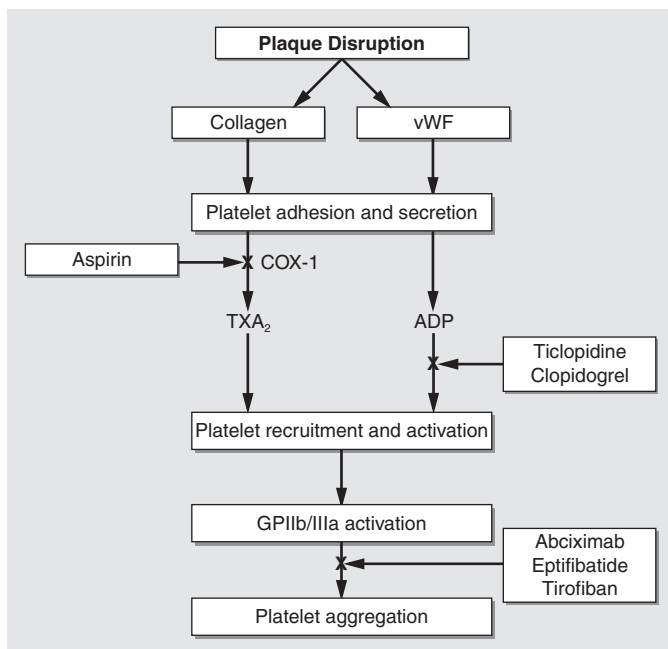 Plaque Disruption
Collagen
vWF
Platelet adhesion and secretion
Aspirin
X COX-1
TXA₂
ADP
X
Ticlopidine
Clopidogrel
Platelet recruitment and activation
GPIIb/IIIa activation
X
Abciximab
Eptifibatide
Tirofiban
Platelet aggregation